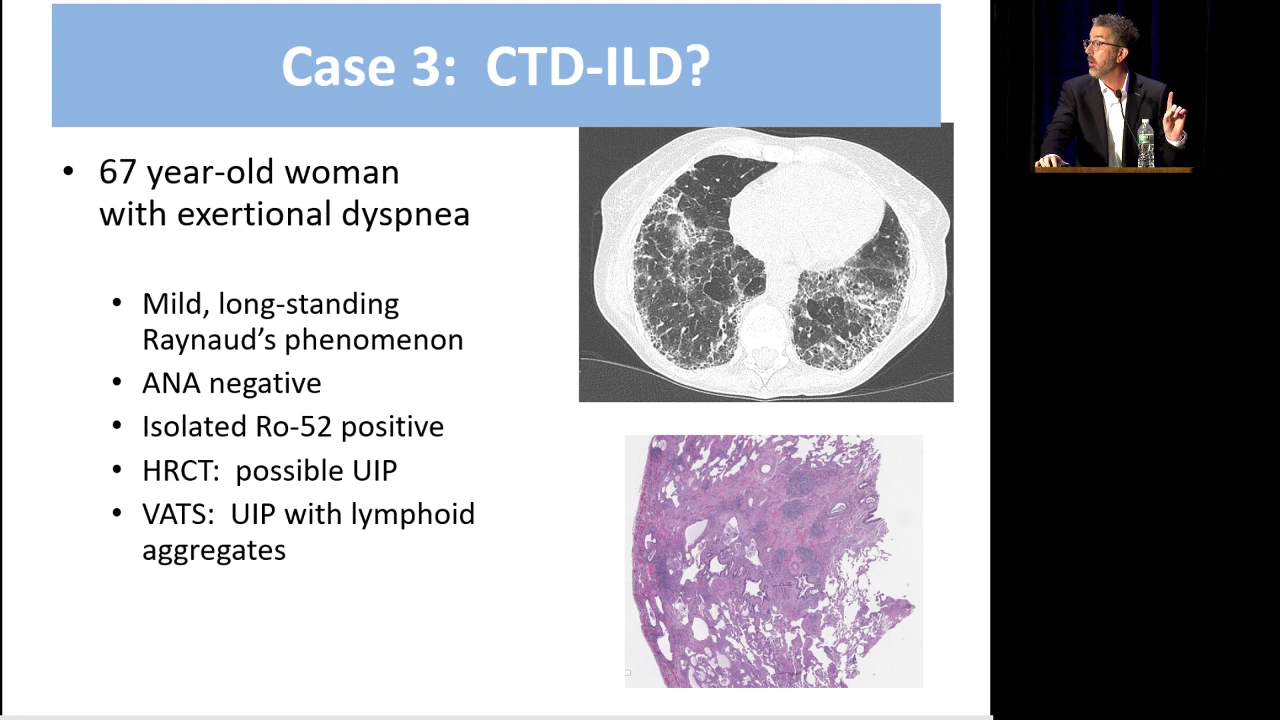 Case 3: CTD-ILD?
• 67 year-old woman
with exertional dyspnea
• Mild, long-standing
Raynaud’s phenomenon
• ANA negative
• Isolated Ro-52 positive
• HRCT: possible UIP
• VATS: UIP with lymphoid
aggregates